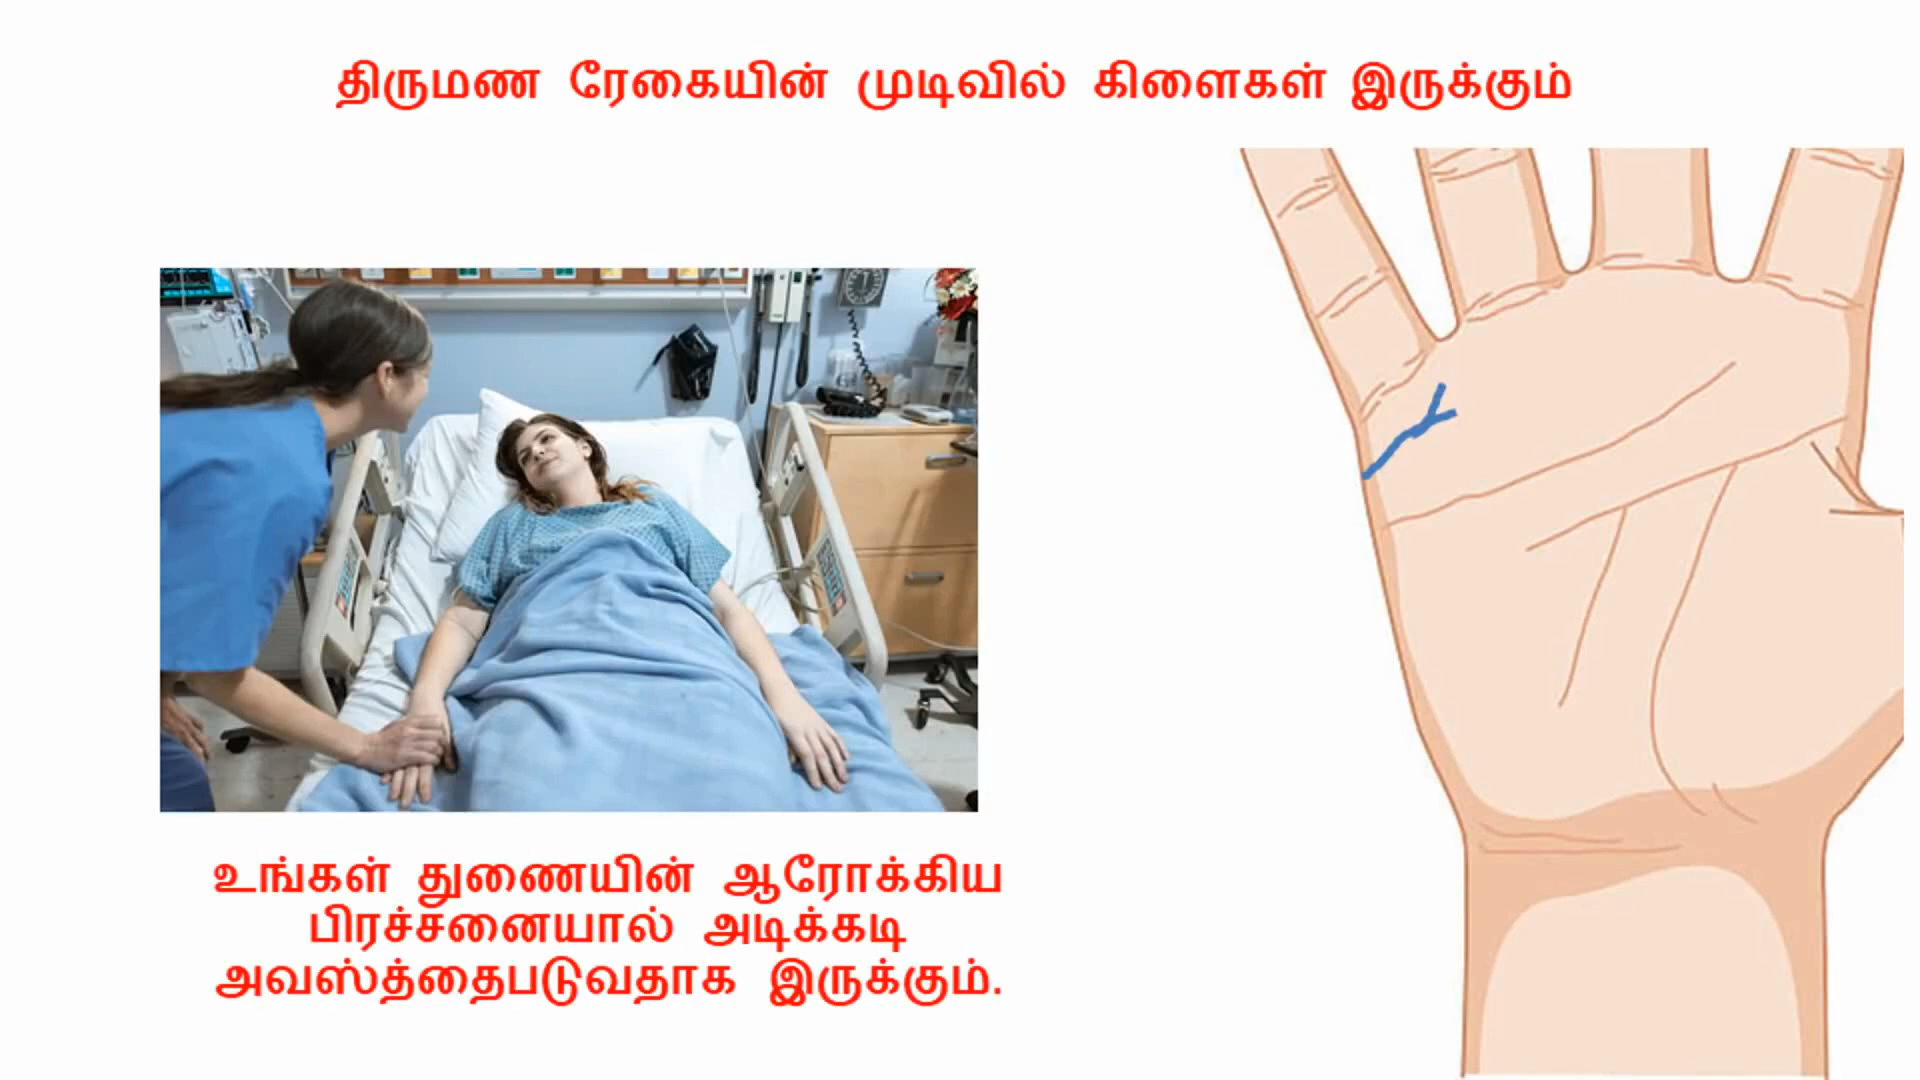 திருமண ரேகையின் முடிவில் கிளைகள் இருக்கும்
உங்கள் துணையின் ஆரோக்கிய
பிரச்சனையால் அடிக்கடி
அவஸ்த்தைபடுவதாக இருக்கும்.